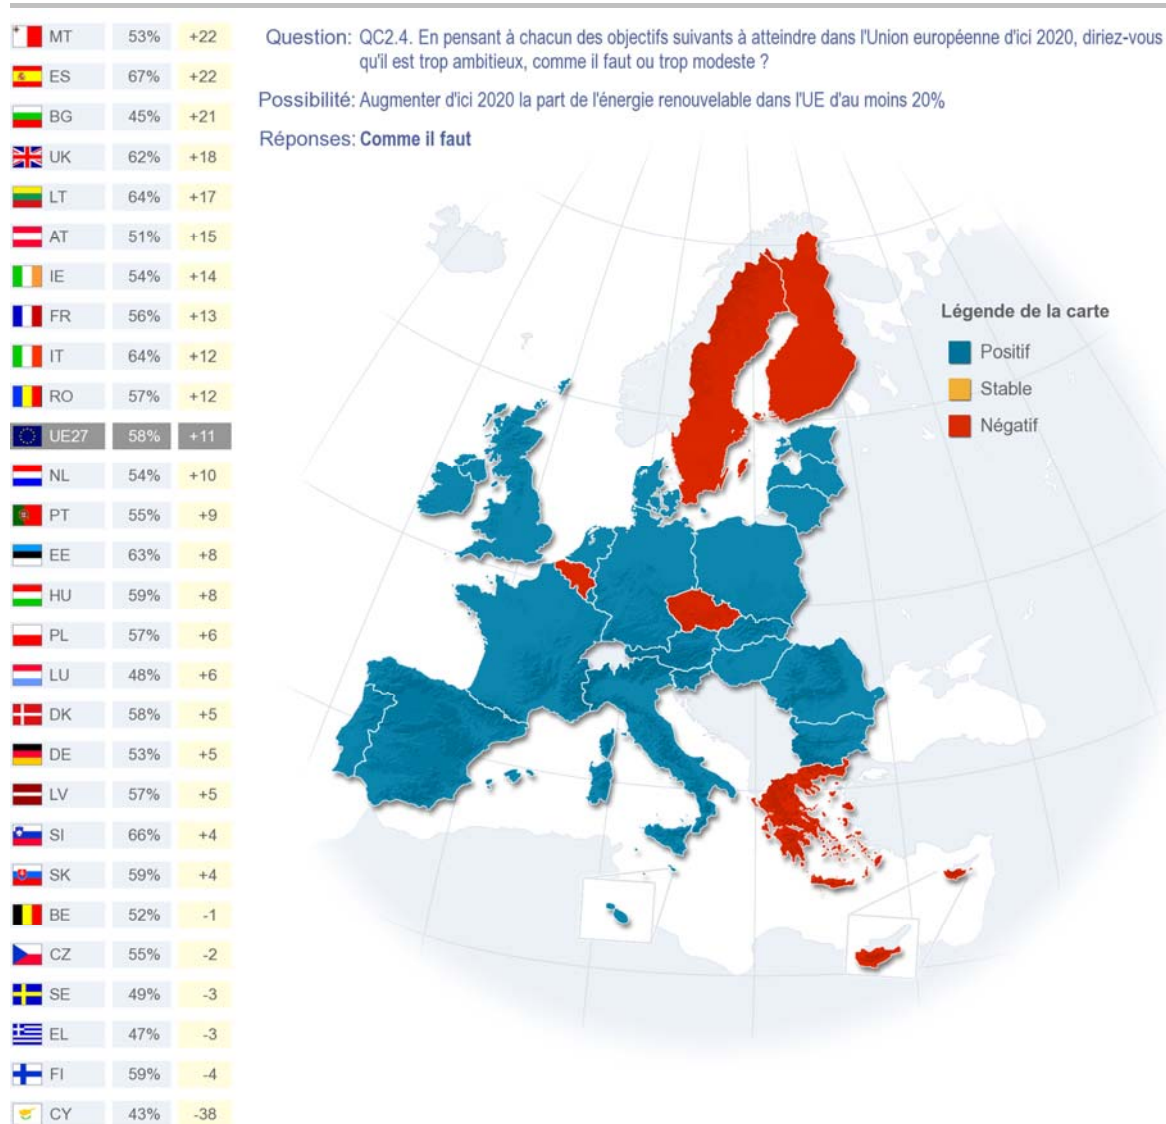 Question: QC2.4. En pensant à chacun des objectifs suivants à atteindre dans l'Union européenne d'ici 2020, diriez-vous
qu'il est trop ambitieux, comme il faut ou trop modeste ?
Possibilité: Augmenter d'ici 2020 la part de l'énergie renouvelable dans l'UE d'au moins 20%
Réponses: Comme il faut
MT 53% +22
ES 67% +22
BG 45% +21
UK 62% +18
LT 64% +17
AT 51% +15
IE 54% +14
FR 56% +13
IT 64% +12
RO 57% +12
UE27 58% +11
NL 54% +10
PT 55% +9
EE 63% +8
HU 59% +8
PL 57% +6
LU 48% +6
DK 58% +5
DE 53% +5
LV 57% +5
SI 66% +4
SK 59% +4
BE 52% -1
CZ 55% -2
SE 49% -3
EL 47% -3
FI 59% -4
CY 43% -38
Légende de la carte
Positif
Stable
Négatif